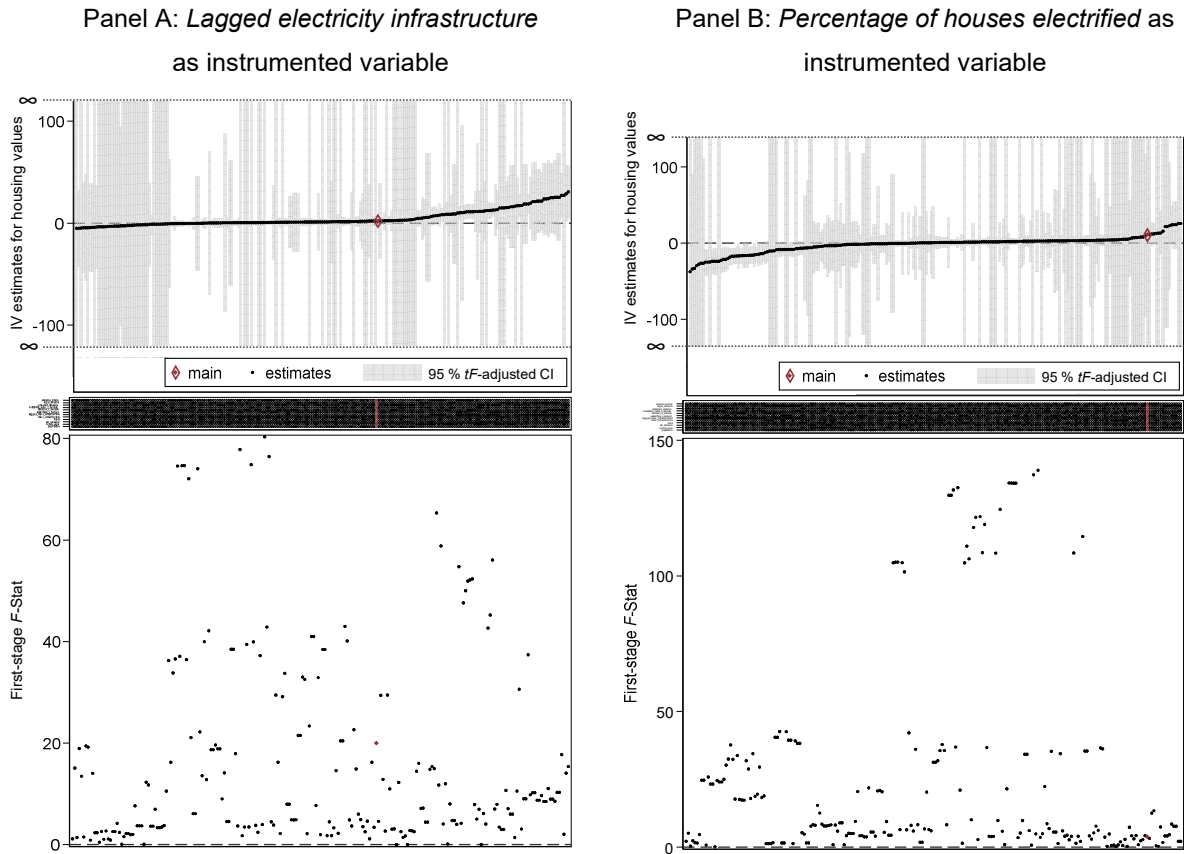 Panel A: Lagged electricity infrastructure
as instrumented variable
∞
100
0
-100
∞
IV estimates for housing values
main
estimates
95 % tF-adjusted CI
80
60
40
20
0
First-stage F-Stat
Panel B: Percentage of houses electrified as
instrumented variable
∞
100
0
-100
∞
IV estimates for housing values
main
estimates
95 % tF-adjusted CI
150
100
50
0
First-stage F-Stat